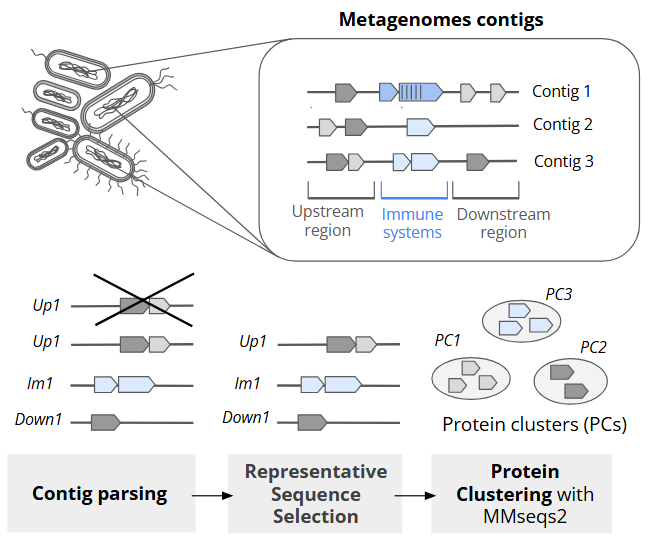 Metagenomes contigs
Contig 1
Contig 2
Contig 3
Upstream
region
Immune
systems
Downstream
region
Up1
Up1
Im1
Down1
Up1
Im1
Down1
PC3
PC1
PC2
Protein clusters (PCs)
Contig parsing
Representative
Sequence
Selection
Protein
Clustering with
MMseqs2